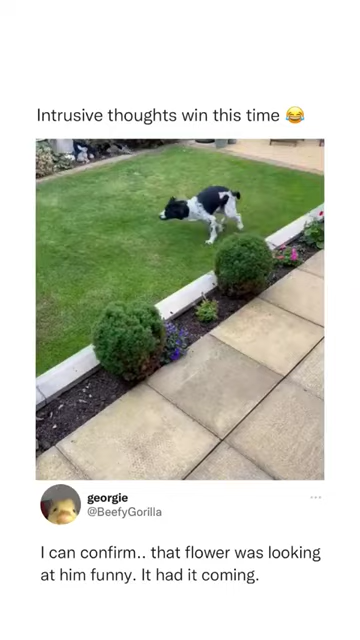 Intrusive thoughts win this time 😂
georgie
@BeefyGorilla
I can confirm.. that flower was looking
at him funny. It had it coming.